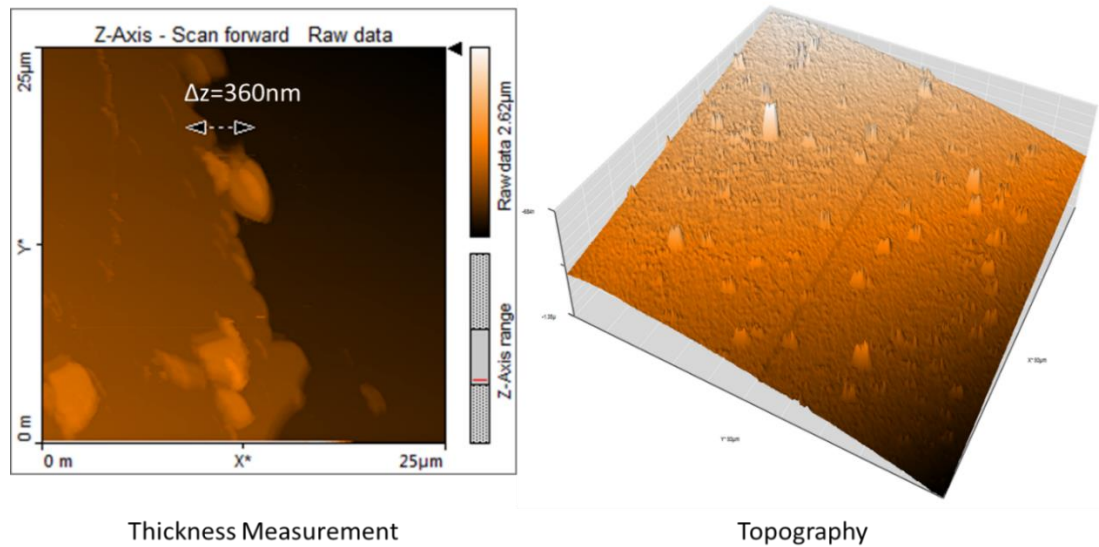 Z-Axis - Scan forward Raw data
25µm
Δz=360nm
Raw data 2.62µm
Y*
Z-Axis range
0 m
0 m
X*
25µm
Thickness Measurement
Topography